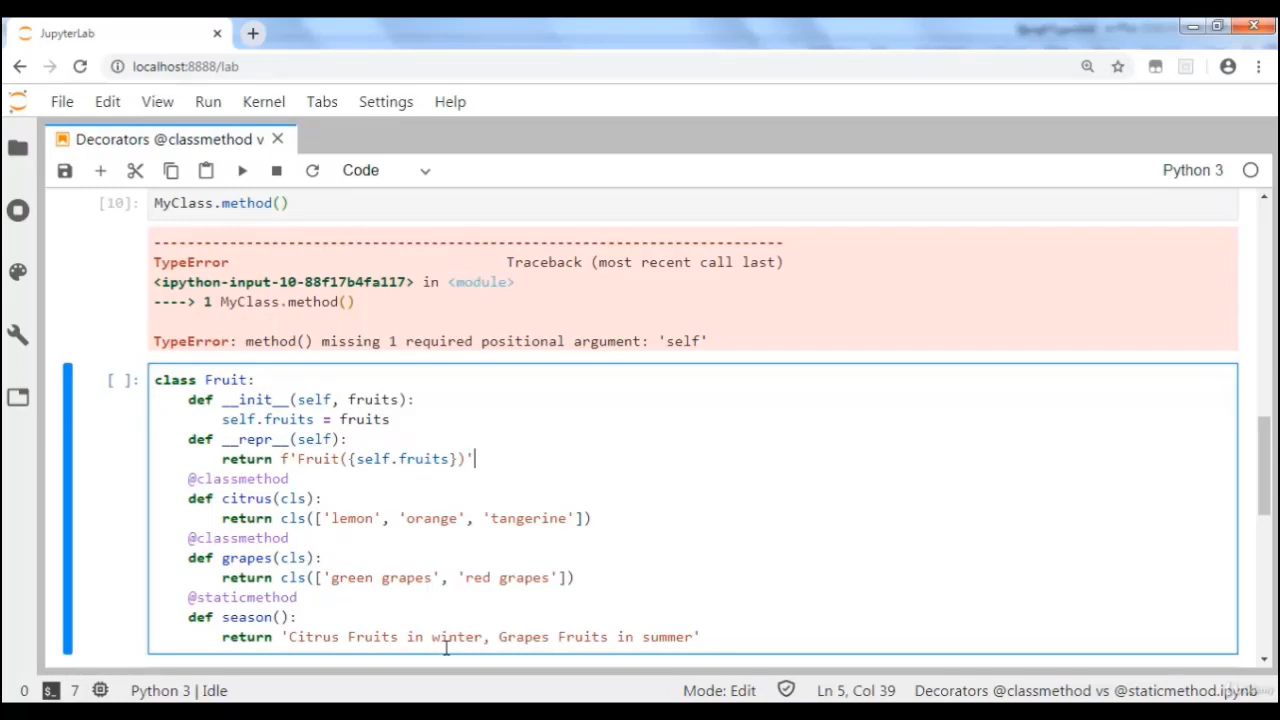 JupyterLab
localhost:8888/lab
File Edit View Run Kernel Tabs Settings Help
Decorators @classmethod v
Code Python 3
[10]: MyClass.method()
---------------------------------------------------------------------------
TypeError Traceback (most recent call last)
<ipython-input-10-88f17b4fa117> in <module>
----> 1 MyClass.method()
TypeError: method() missing 1 required positional argument: 'self'
[ ]: class Fruit:
def __init__(self, fruits):
self.fruits = fruits
def __repr__(self):
return f'Fruit({self.fruits})'
@classmethod
def citrus(cls):
return cls(['lemon', 'orange', 'tangerine'])
@classmethod
def grapes(cls):
return cls(['green grapes', 'red grapes'])
@staticmethod
def season():
return 'Citrus Fruits in winter, Grapes Fruits in summer'
0 $_ 7 Python 3 | Idle Mode: Edit Ln 5, Col 39 Decorators @classmethod vs @staticmethod.ipynb